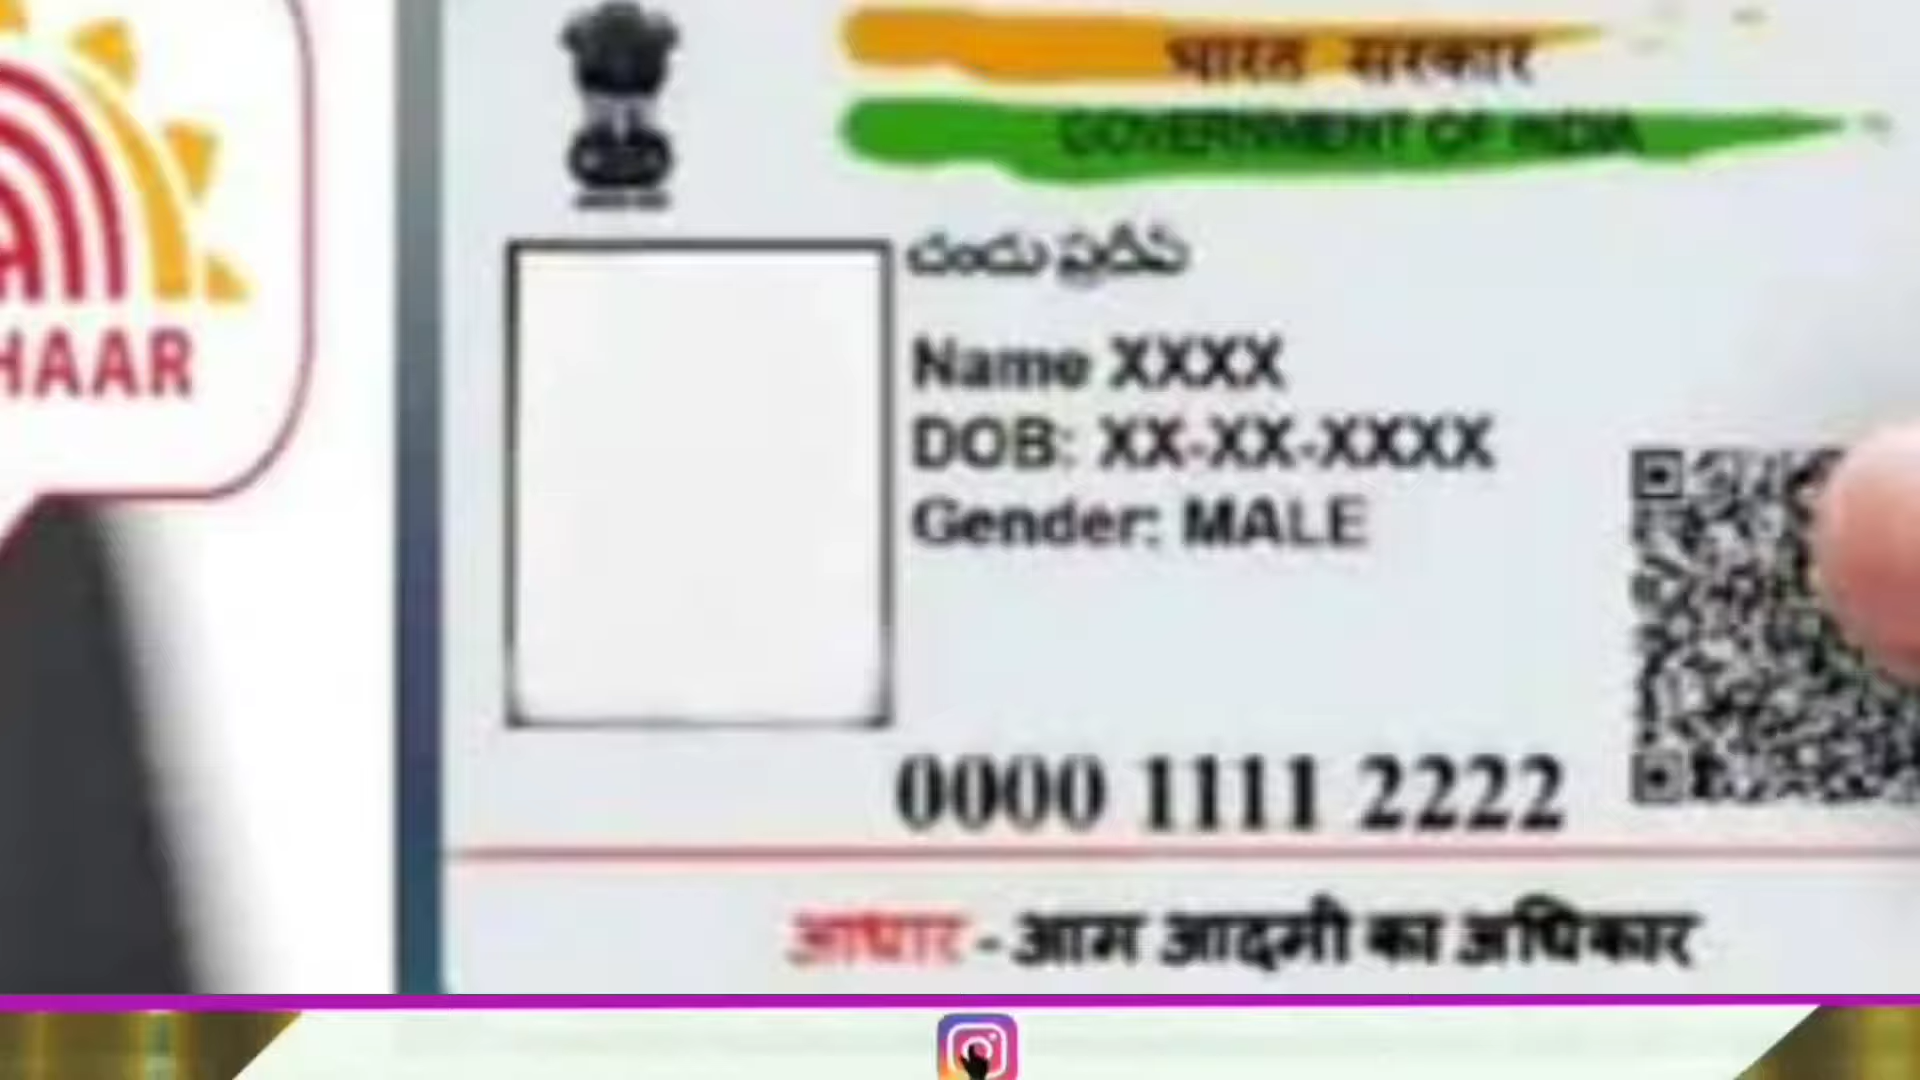 HAAR
भारत सरकार
GOVERNMENT OF INDIA
చందు ప్రదీప్
Name XXXX
DOB: XX-XX-XXXX
Gender: MALE
0000 1111 2222
आधार - आम आदमी का अधिकार